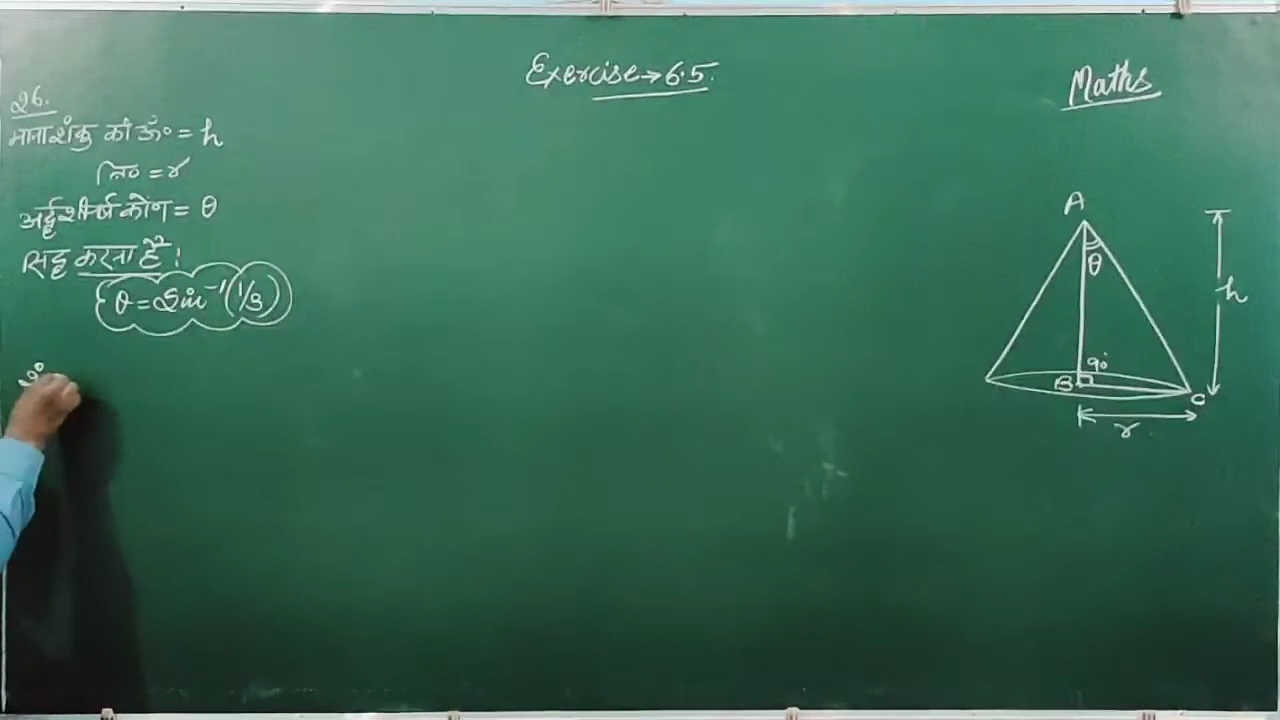 Exercise→6.5.
Maths
26.
माना शंकु की ऊँ० = h
त्रि० = r
अर्द्धशीर्ष कोण = θ
सिद्ध करना है।
θ = Sin⁻¹(1/3)
A
θ
h
90°
B
C
r